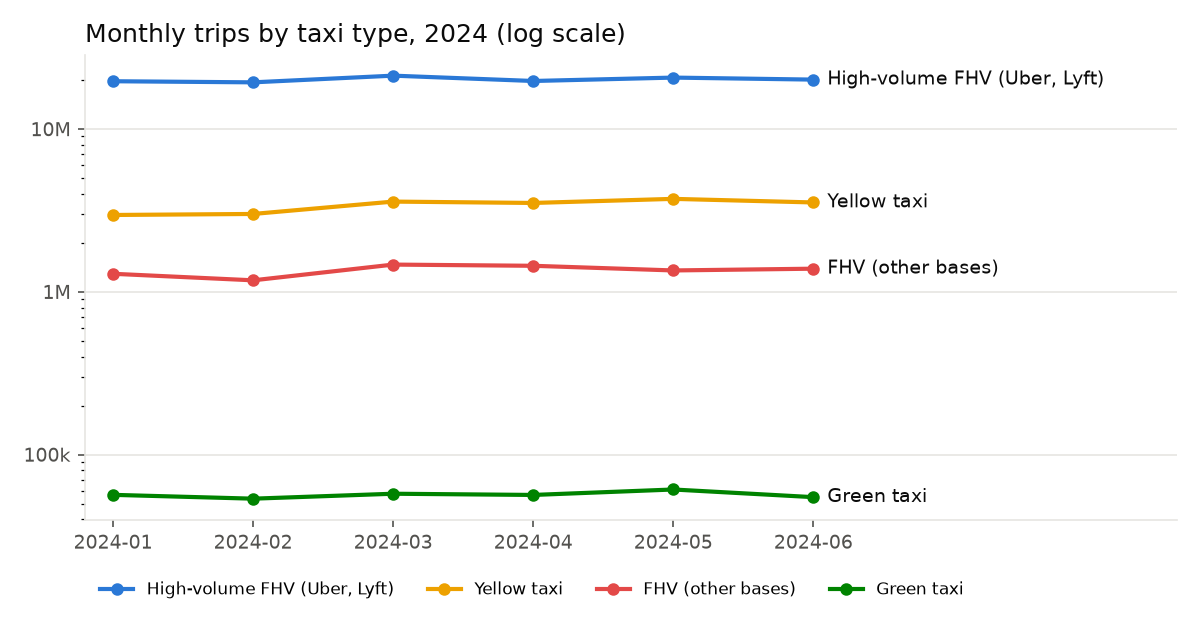 Monthly trips by taxi type, 2024 (log scale)
High-volume FHV (Uber, Lyft)
10M
Yellow taxi
FHV (other bases)
1M
100k
Green taxi
2024-01 2024-02 2024-03 2024-04 2024-05 2024-06
High-volume FHV (Uber, Lyft) Yellow taxi FHV (other bases) Green taxi